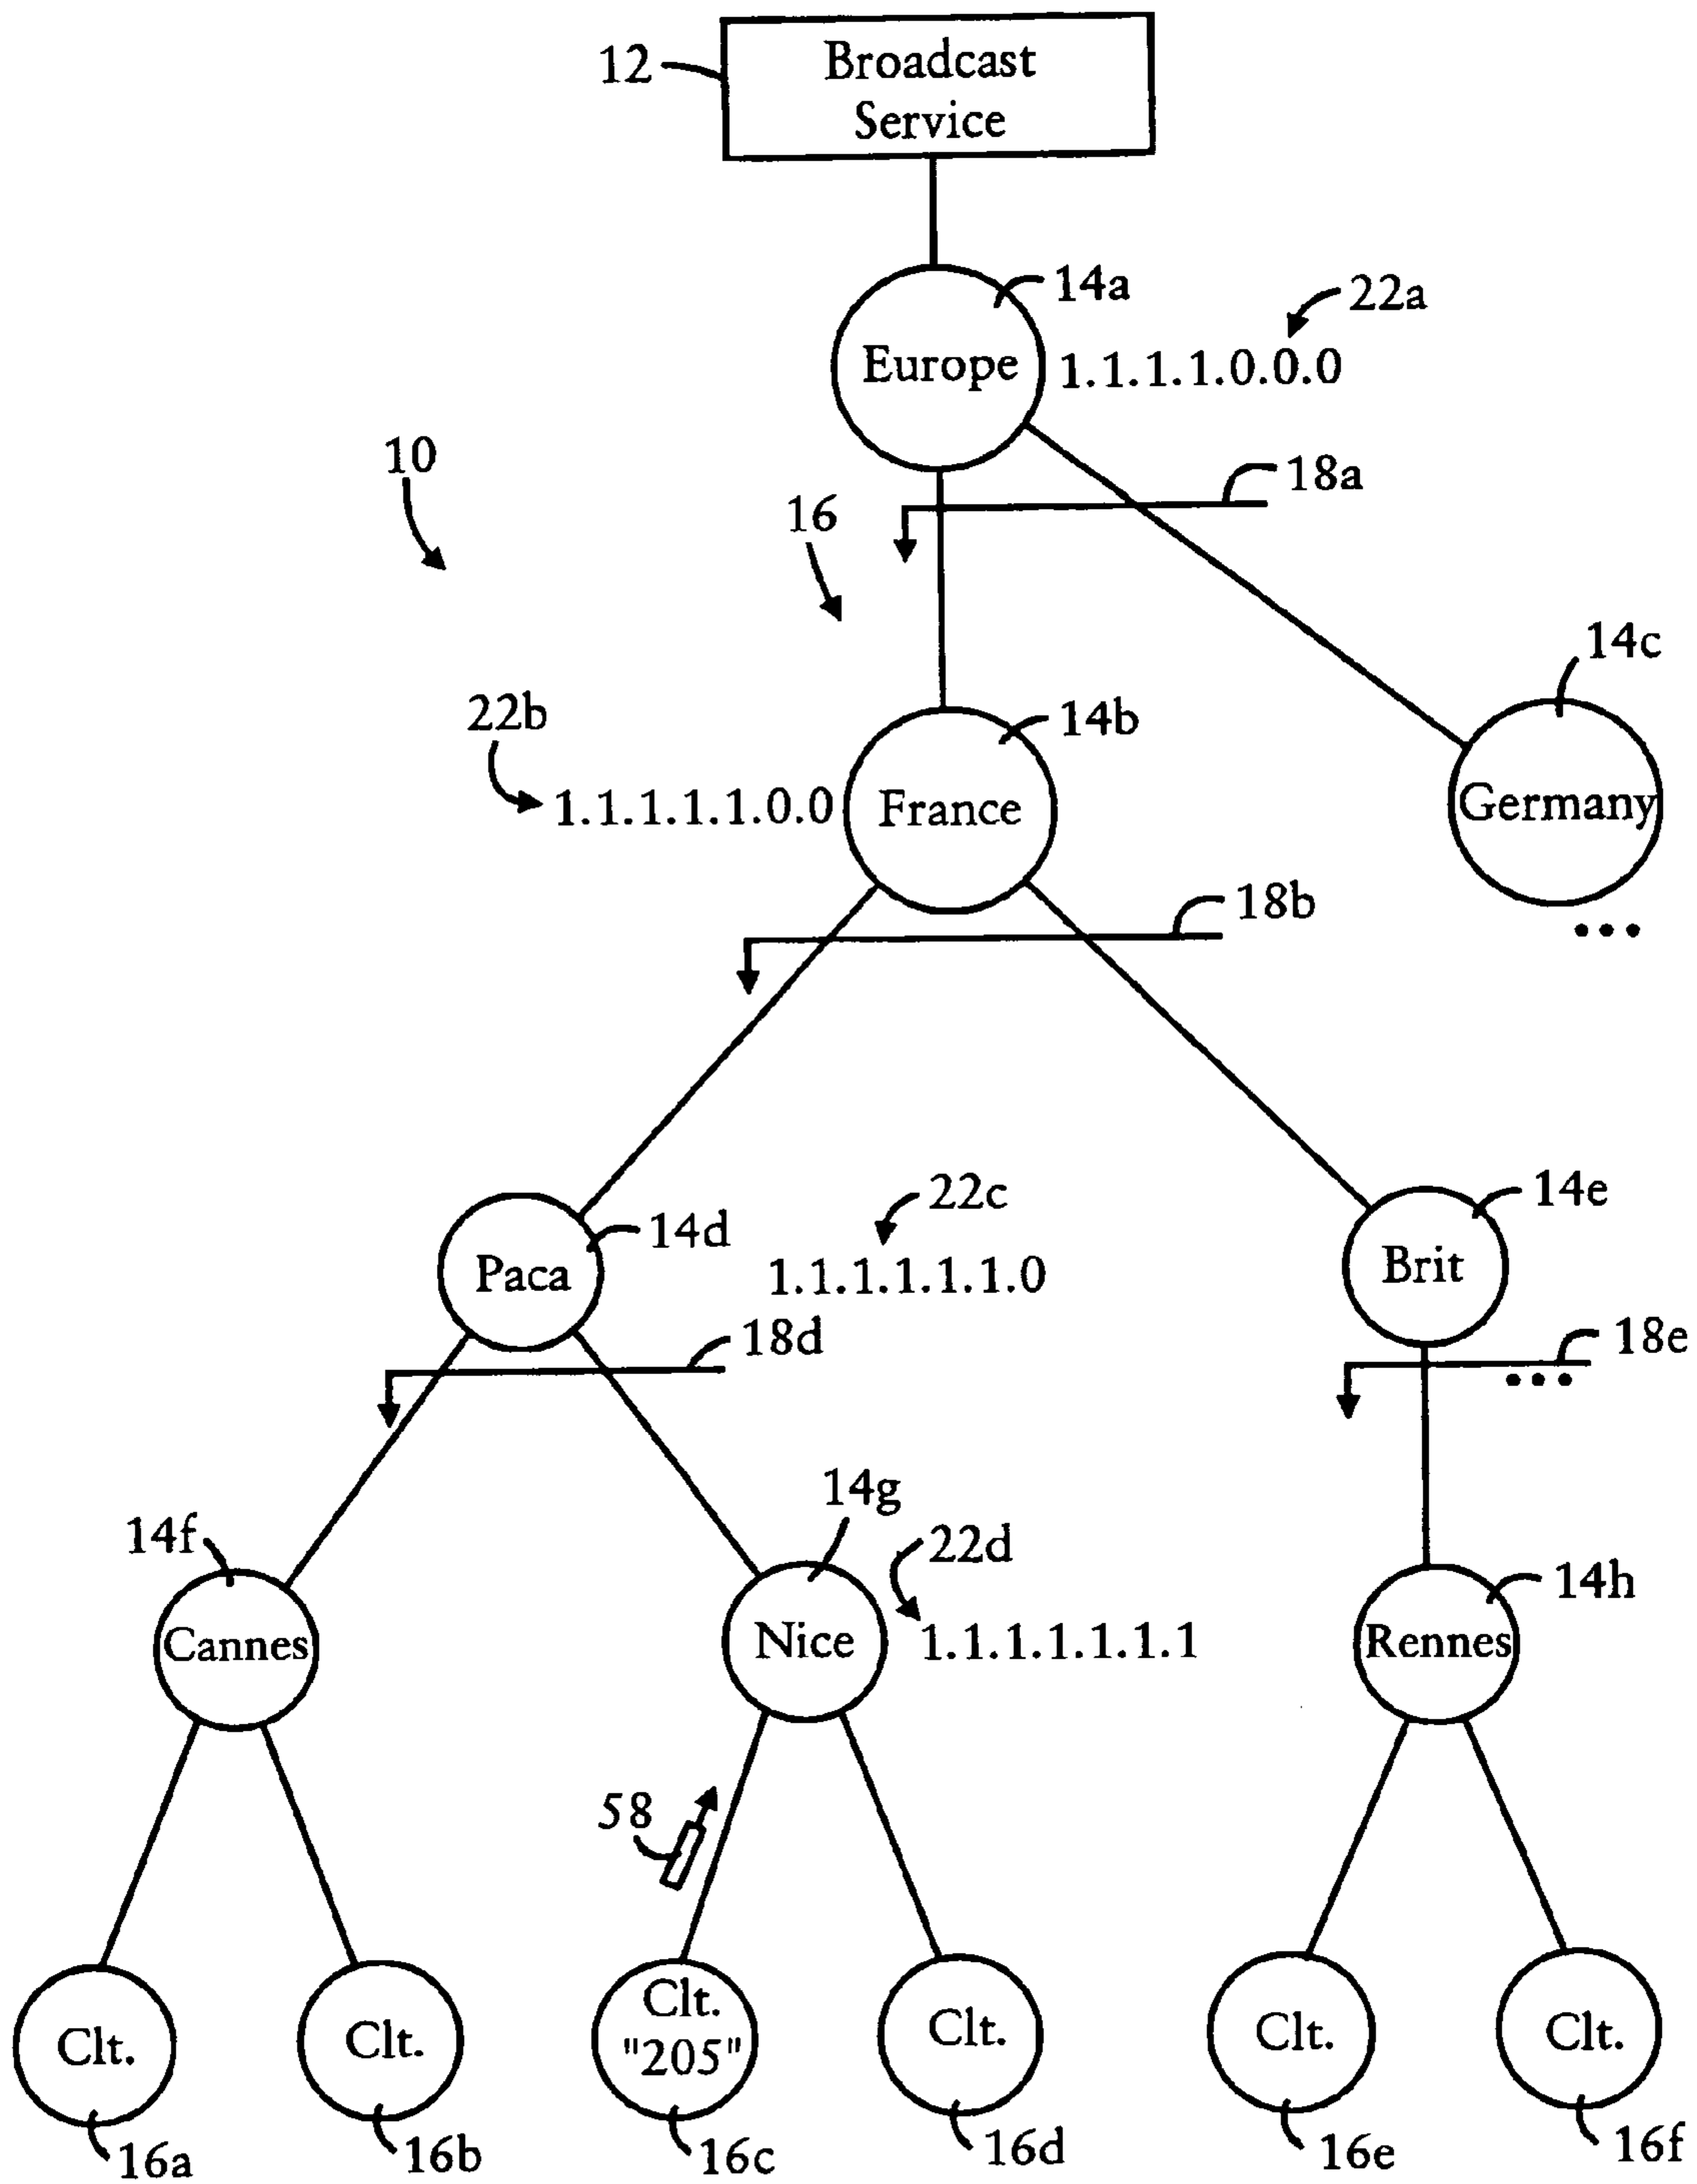 12
Broadcast
Service
14a
22a
Europe
1.1.1.1.0.0.0
10
18a
16
14c
22b
14b
1.1.1.1.1.0.0
France
Germany
18b
...
22c
14e
14d
Paca
1.1.1.1.1.1.0
Brit
18d
18e
...
14g
14f
22d
14h
Cannes
Nice
1.1.1.1.1.1.1
Rennes
58
Clt.
Clt.
Clt.
"205"
Clt.
Clt.
Clt.
16a
16b
16c
16d
16e
16f